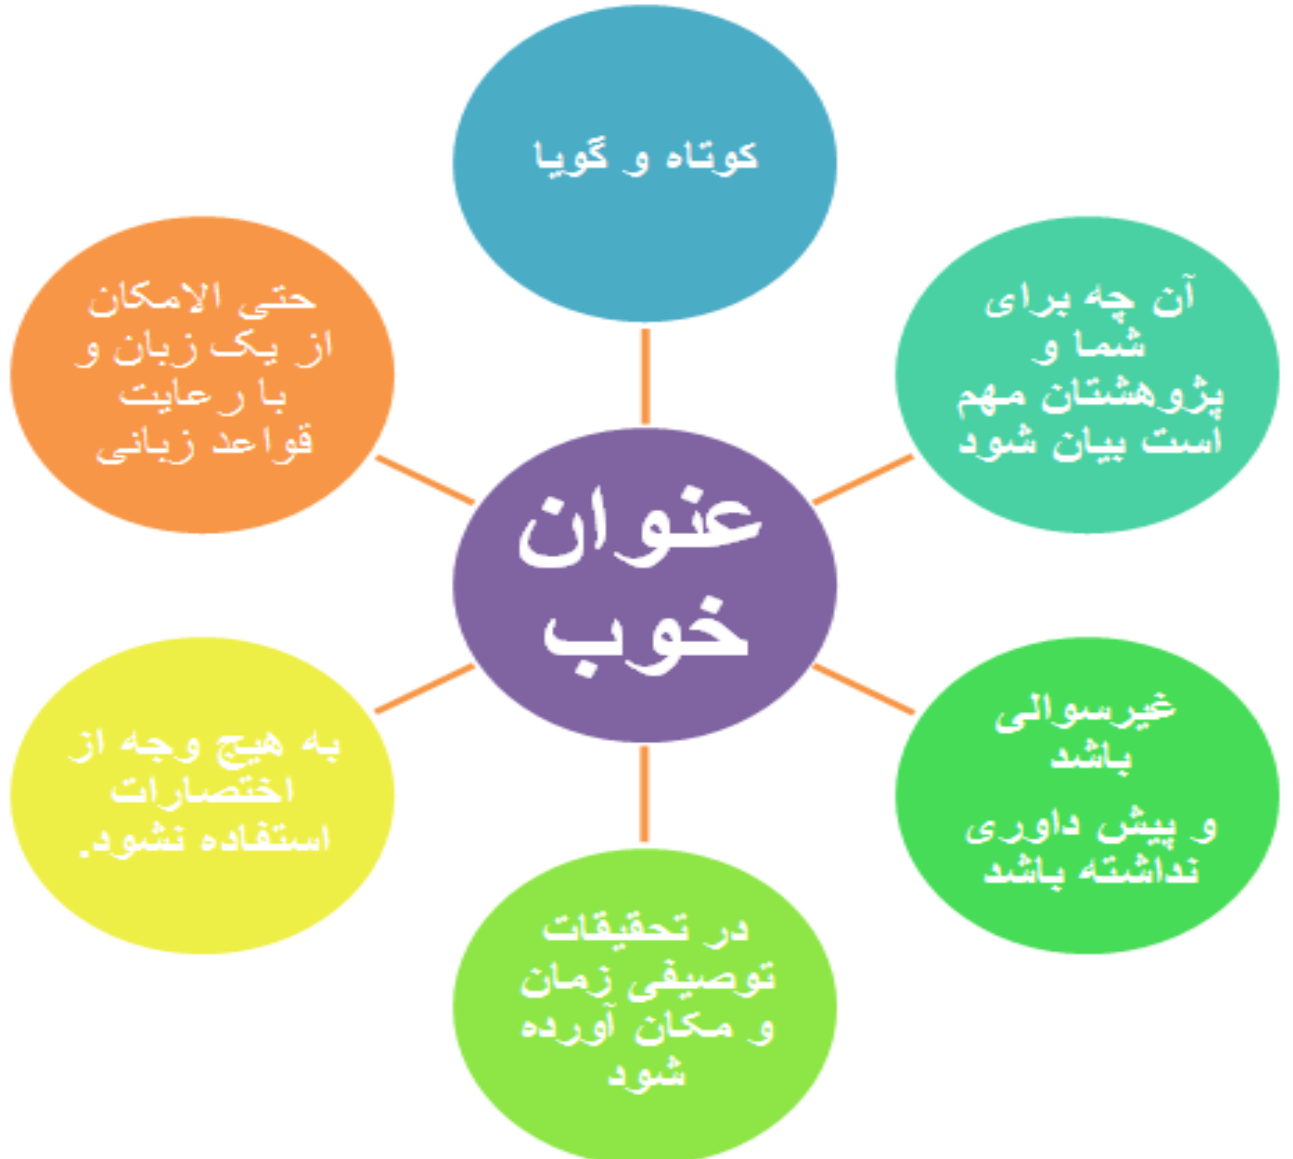 کوتاه و گویا
آن چه برای
شما و
پژوهشتان مهم
است بیان شود
غیرسوالی
باشد
و پیش داوری
نداشته باشد
در تحقیقات
توصیفی زمان
و مکان آورده
شود
به هیچ وجه از
اختصارات
استفاده نشود.
حتی الامکان
از یک زبان و
با رعایت
قواعد زبانی
عنوان
خوب